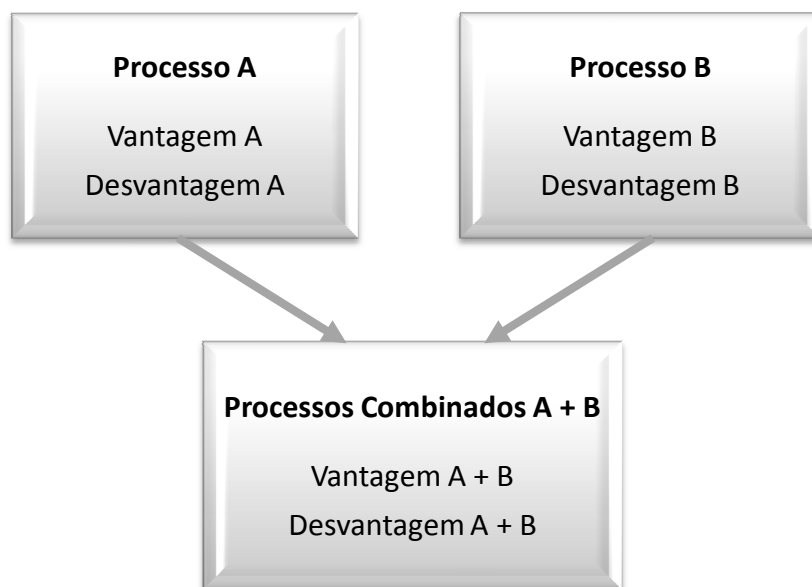 Processo A
Vantagem A
Desvantagem A
Processo B
Vantagem B
Desvantagem B
Processos Combinados A + B
Vantagem A + B
Desvantagem A + B